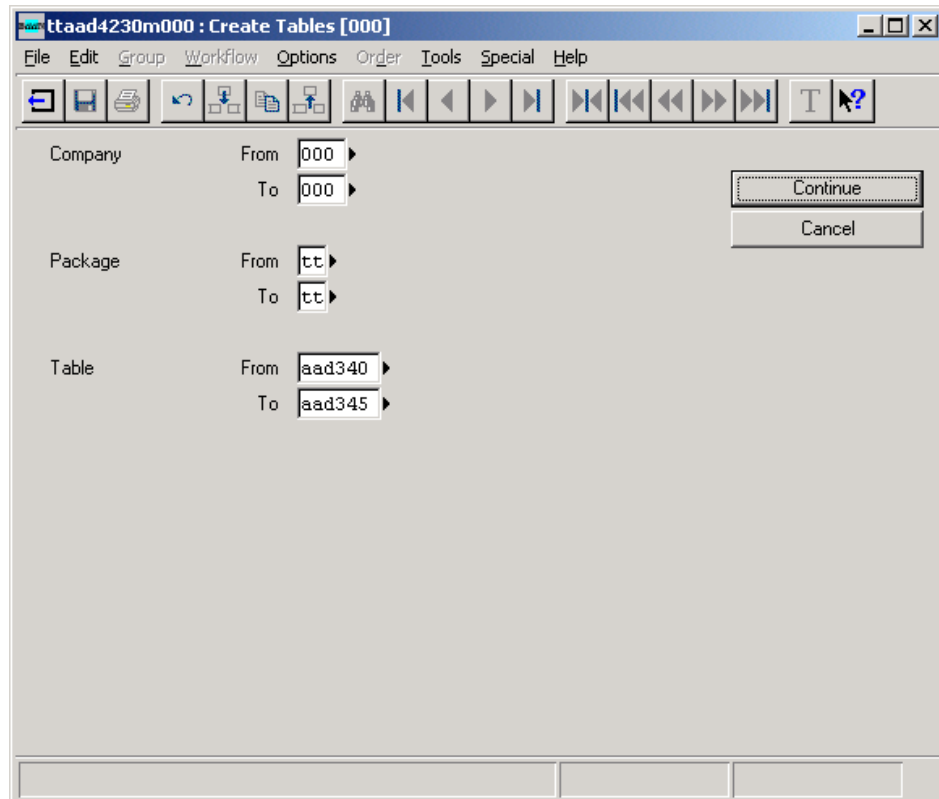 ttaad4230m000 : Create Tables [000]
File Edit Group Workflow Options Order Tools Special Help
T ?
Company From 000
To 000
Continue
Cancel
Package From tt
To tt
Table From aad340
To aad345